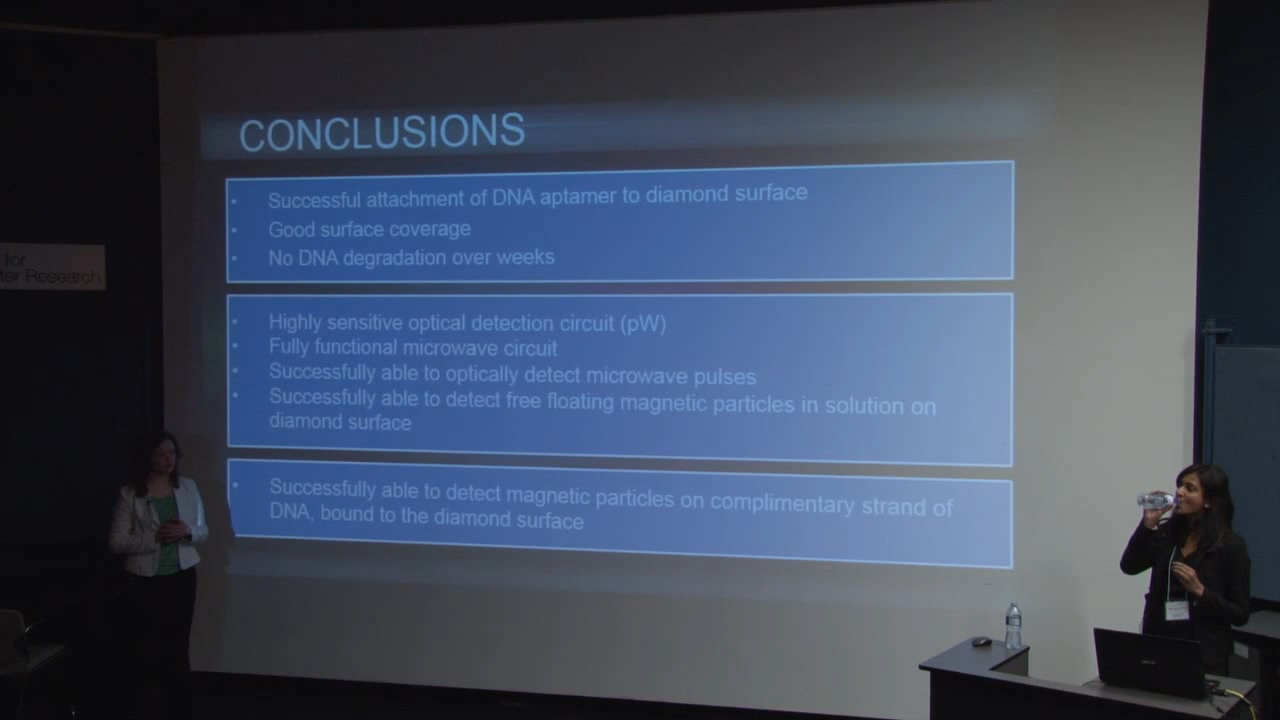 CONCLUSIONS
Successful attachment of DNA aptamer to diamond surface
Good surface coverage
No DNA degradation over weeks
for
ter Research
Highly sensitive optical detection circuit (pW)
Fully functional microwave circuit
Successfully able to optically detect microwave pulses
Successfully able to detect free floating magnetic particles in solution on
diamond surface
Successfully able to detect magnetic particles on complimentary strand of
DNA, bound to the diamond surface